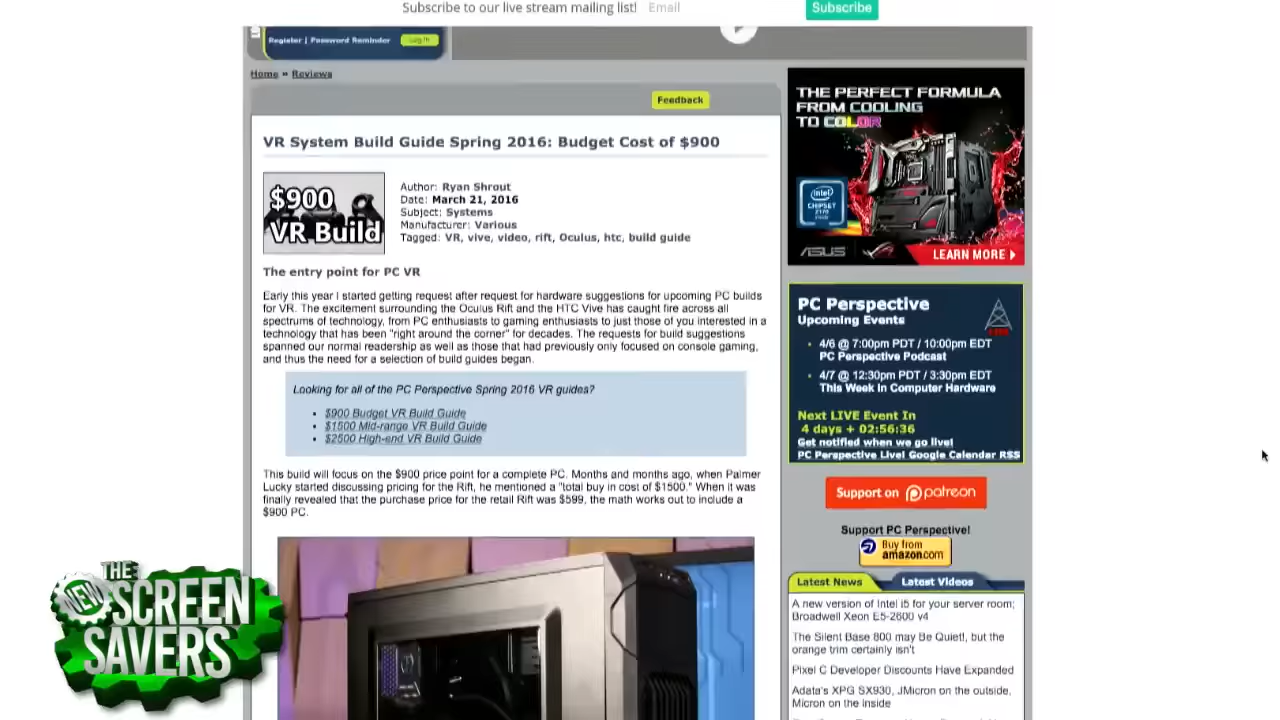 Subscribe to our live stream mailing list! Email Subscribe
Register | Password Reminder Log In
Home » Reviews
Feedback
VR System Build Guide Spring 2016: Budget Cost of $900
$900
VR Build
Author: Ryan Shrout
Date: March 21, 2016
Subject: Systems
Manufacturer: Various
Tagged: VR, vive, video, rift, Oculus, htc, build guide
The entry point for PC VR
Early this year I started getting request after request for hardware suggestions for upcoming PC builds
for VR. The excitement surrounding the Oculus Rift and the HTC Vive has caught fire across all
spectrums of technology, from PC enthusiasts to gaming enthusiasts to just those of you interested in a
technology that has been "right around the corner" for decades. The requests for build suggestions
spanned our normal readership as well as those that had previously only focused on console gaming,
and thus the need for a selection of build guides began.
Looking for all of the PC Perspective Spring 2016 VR guides?
• $900 Budget VR Build Guide
• $1500 Mid-range VR Build Guide
• $2500 High-end VR Build Guide
This build will focus on the $900 price point for a complete PC. Months and months ago, when Palmer
Lucky started discussing pricing for the Rift, he mentioned a "total buy in cost of $1500." When it was
finally revealed that the purchase price for the retail Rift was $599, the math works out to include a
$900 PC.
THE PERFECT FORMULA
FROM COOLING
TO COLOR
intel
CHIPSET
Z170
ASUS
LEARN MORE
PC Perspective
Upcoming Events
• 4/6 @ 7:00pm PDT / 10:00pm EDT
PC Perspective Podcast
• 4/7 @ 12:30pm PDT / 3:30pm EDT
This Week in Computer Hardware
Next LIVE Event In
4 days + 02:56:36
Get notified when we go live!
PC Perspective Live! Google Calendar RSS
Support on patreon
Support PC Perspective!
Buy from
amazon.com
Latest News Latest Videos
A new version of Intel i5 for your server room;
Broadwell Xeon E5-2600 v4
The Silent Base 800 may Be Quiet!, but the
orange trim certainly isn't
Pixel C Developer Discounts Have Expanded
Adata's XPG SX930, JMicron on the outside,
Micron on the inside
THE
NEW SCREEN
SAVERS